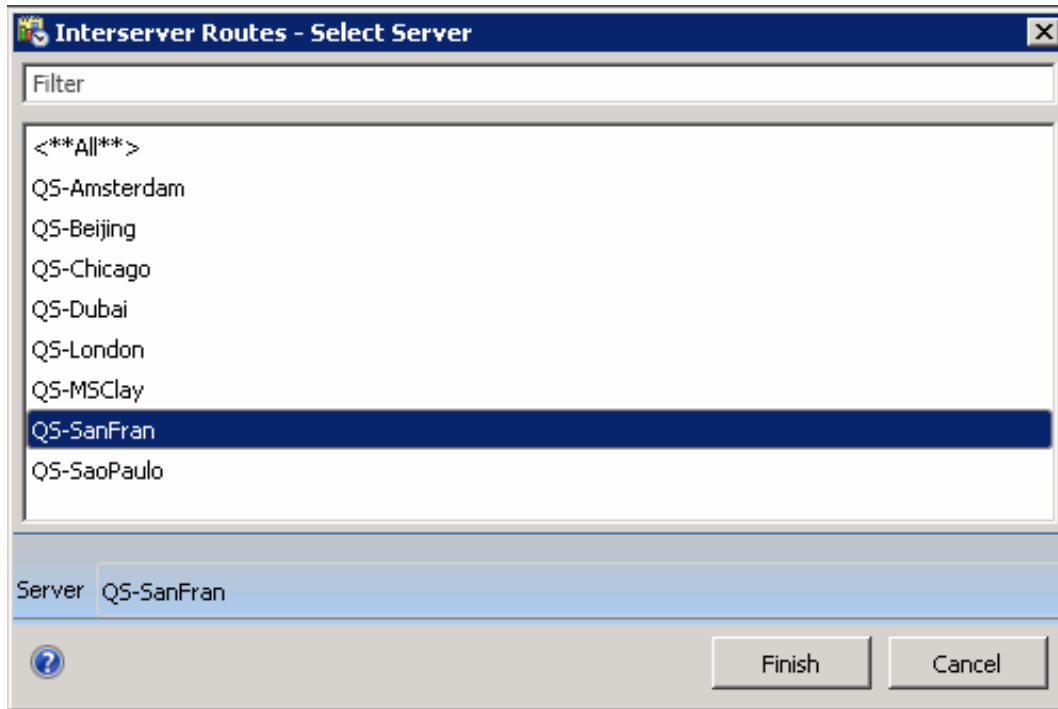 Interserver Routes - Select Server
Filter
<**All**>
QS-Amsterdam
QS-Beijing
QS-Chicago
QS-Dubai
QS-London
QS-MSClay
QS-SanFran
QS-SaoPaulo
Server QS-SanFran
Finish Cancel